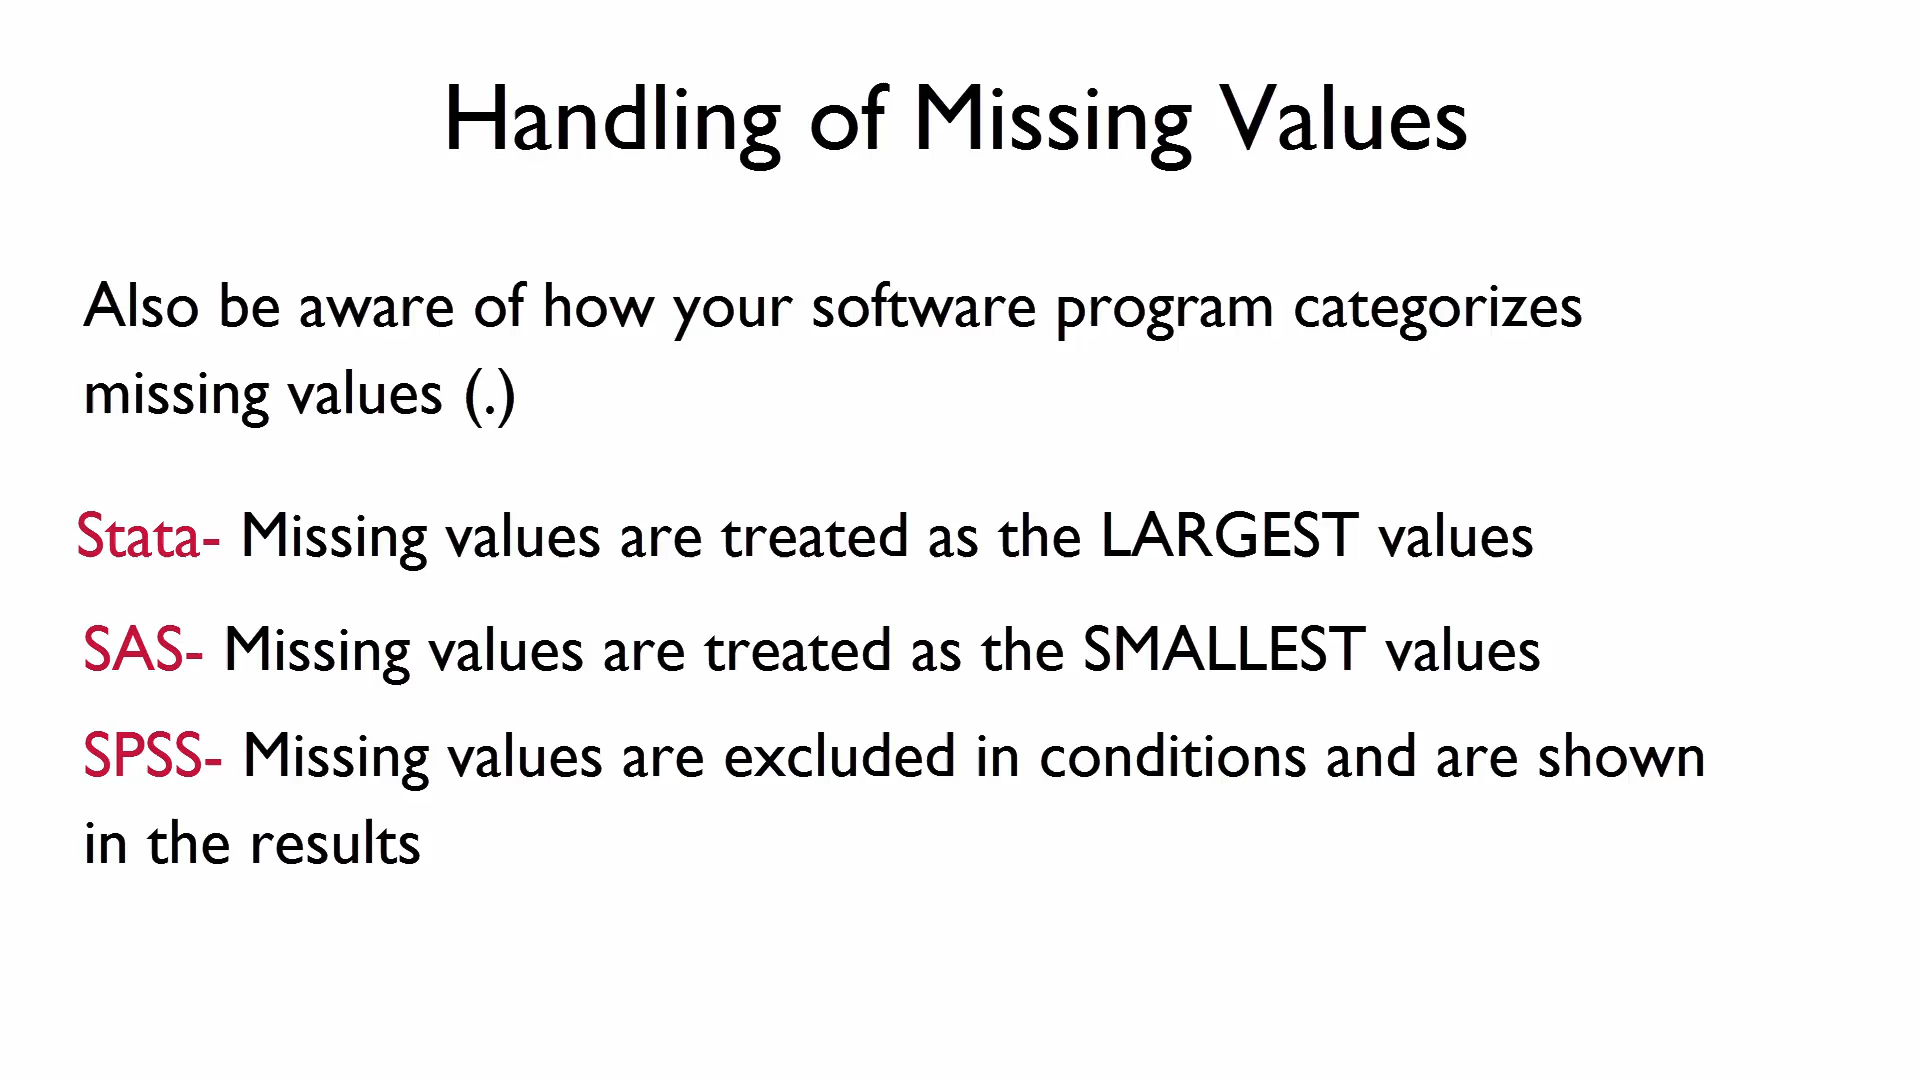 Handling of Missing Values
Also be aware of how your software program categorizes
missing values (.)
Stata- Missing values are treated as the LARGEST values
SAS- Missing values are treated as the SMALLEST values
SPSS- Missing values are excluded in conditions and are shown
in the results